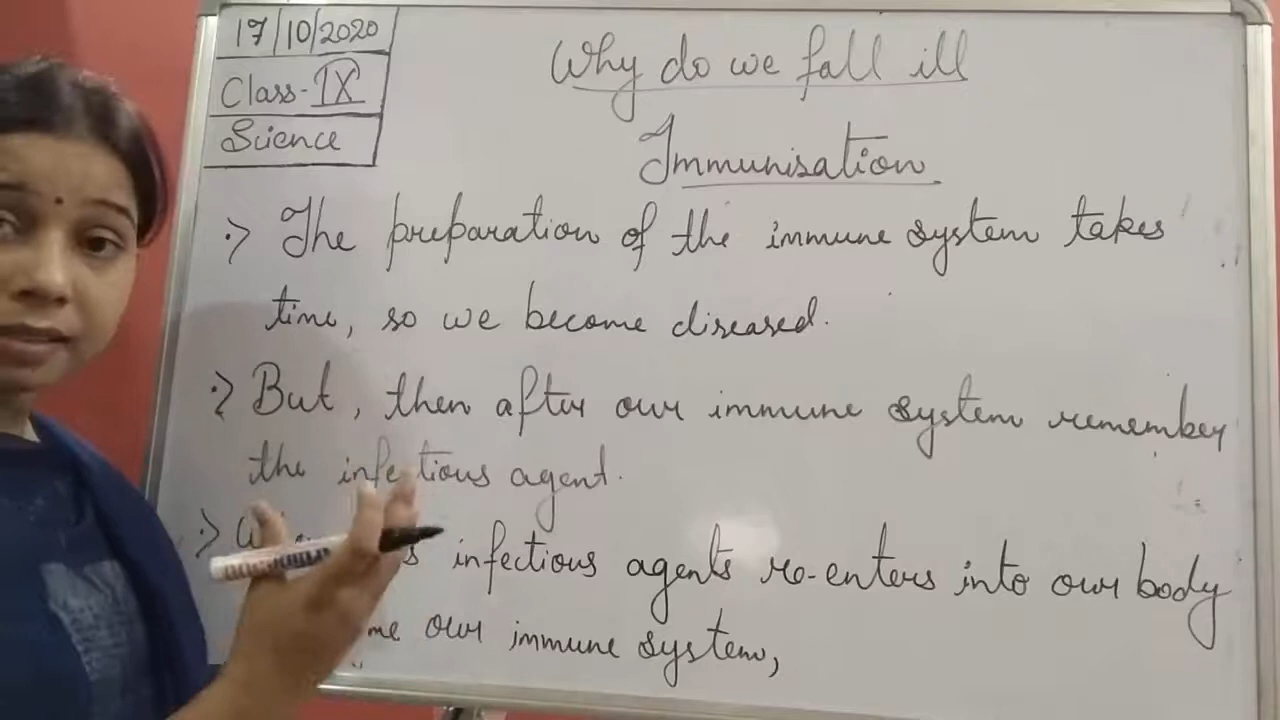 17/10/2020
Class-IX
Science
Why do we fall ill
Immunisation
:> The preparation of the immune system takes
time, so we become diseased.
:> But, then after our immune system remember
the infectious agent.
:> infectious agents re-enters into our body
our immune system,